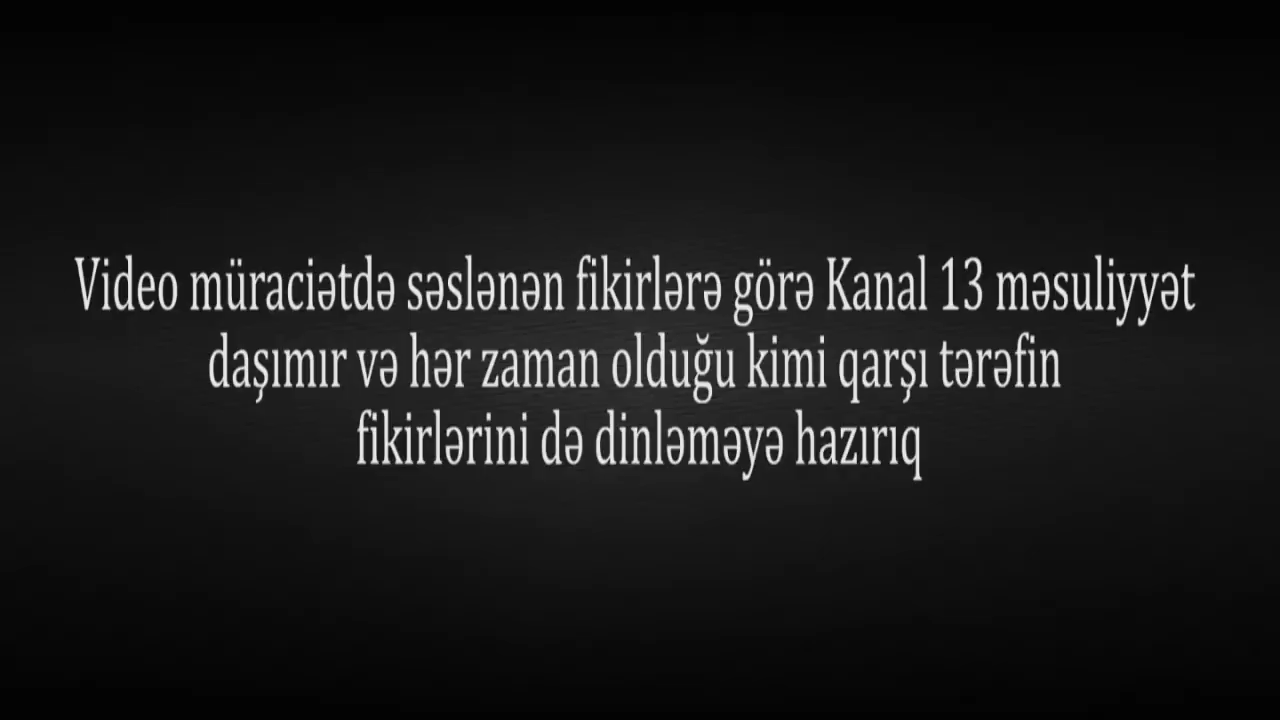 Video müraciətdə səslənən fikirlərə görə Kanal 13 məsuliyyət
daşımır və hər zaman olduğu kimi qarşı tərəfin
fikirlərini də dinləməyə hazırıq